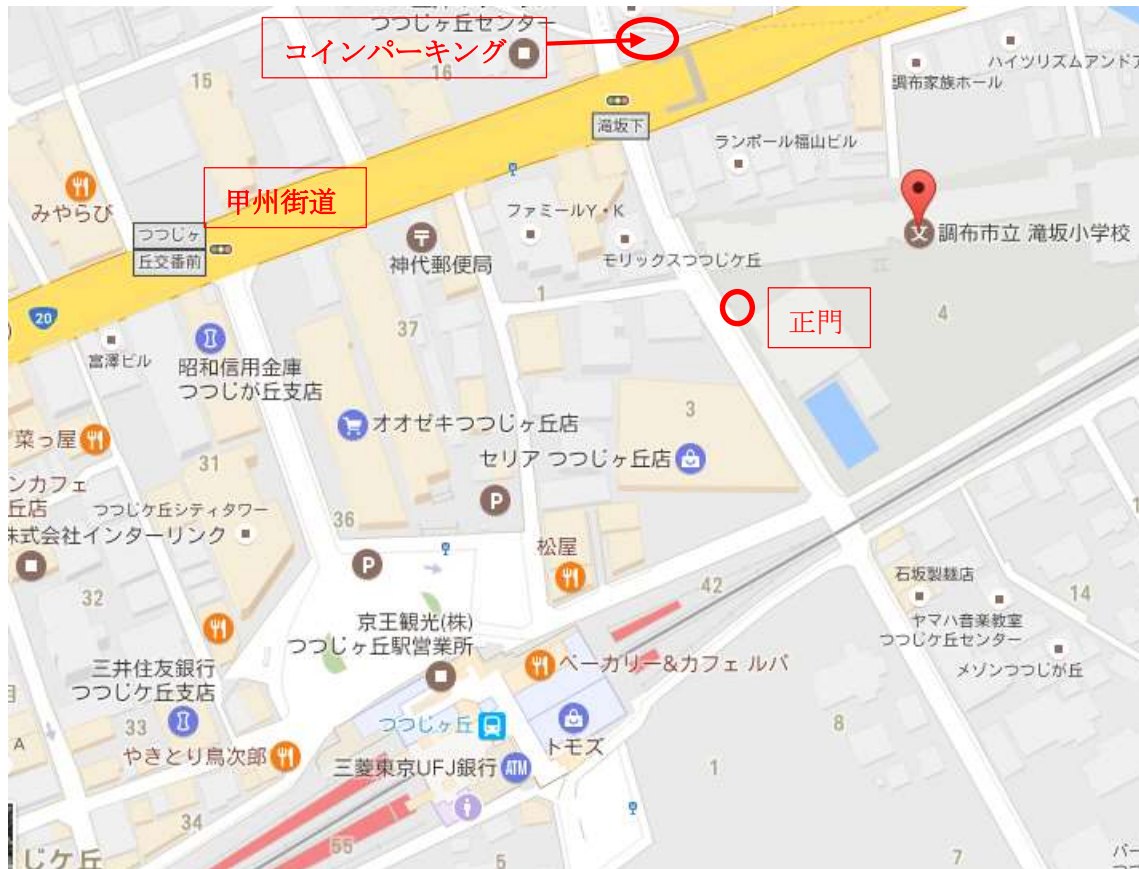 つつじヶ丘センター
コインパーキング
15
16
ハイツリズムアンドア
調布家族ホール
滝坂下
ランポール福山ビル
みやらび
甲州街道
ファミールY・K
調布市立 滝坂小学校
つつじヶ
丘交番前
神代郵便局
モリックスつつじケ丘
1
正門
4
20
37
富澤ビル
昭和信用金庫
つつじが丘支店
3
オオゼキつつじヶ丘店
菜っ屋
セリア つつじヶ丘店
31
ンカフェ
丘店
P
つつじケ丘シティタワー
株式会社インターリンク
36
松屋
P
石坂製麺店
42
14
32
ヤマハ音楽教室
つつじケ丘センター
京王観光(株)
つつじヶ丘駅営業所
ベーカリー&カフェ ルパ
メゾンつつじが丘
三井住友銀行
つつじケ丘支店
33
つつじヶ丘
8
A
やきとり鳥次郎
トモズ
三菱東京UFJ銀行
ATM
1
34
55
5
じケ丘
7
パー